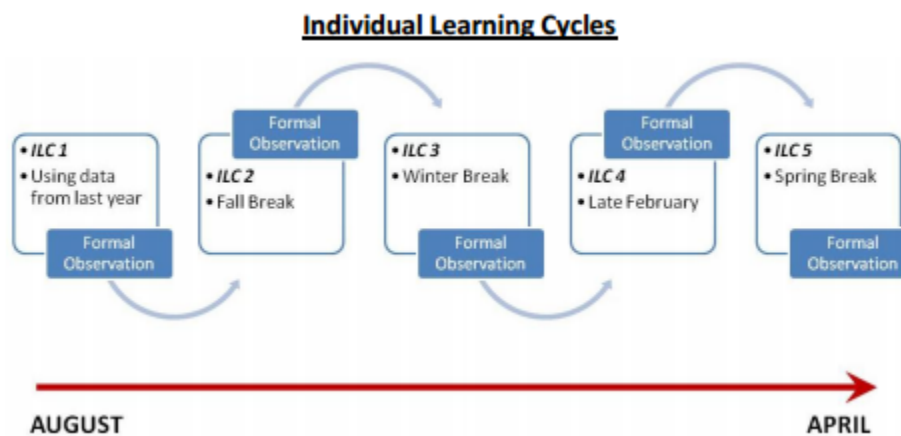 Individual Learning Cycles
• ILC 1
• Using data
from last year
Formal
Observation
Formal
Observation
• ILC 2
• Fall Break
• ILC 3
• Winter Break
Formal
Observation
Formal
Observation
• ILC 4
• Late February
• ILC 5
• Spring Break
Formal
Observation
AUGUST
APRIL